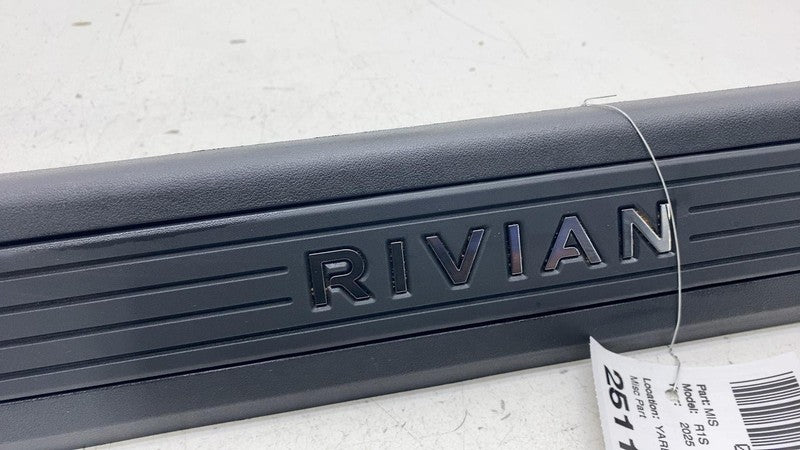 RIVIAN
Part: MIS
Model: R1S
2025
Location:
Misc Part
251